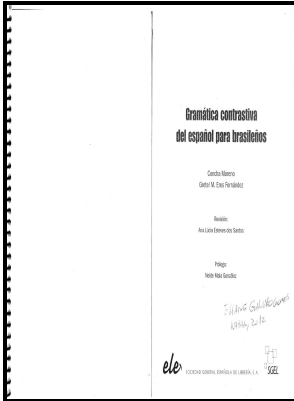 Gramática contrastiva
del español para brasileños
Concha Moreno
Gretel M. Eres Fernández
Revisión:
Ana Lúcia Esteves dos Santos
Prólogo:
Neide Maia González
2012
ele SOCIEDAD GENERAL ESPAÑOLA DE LIBRERÍA, S. A.
SGEL